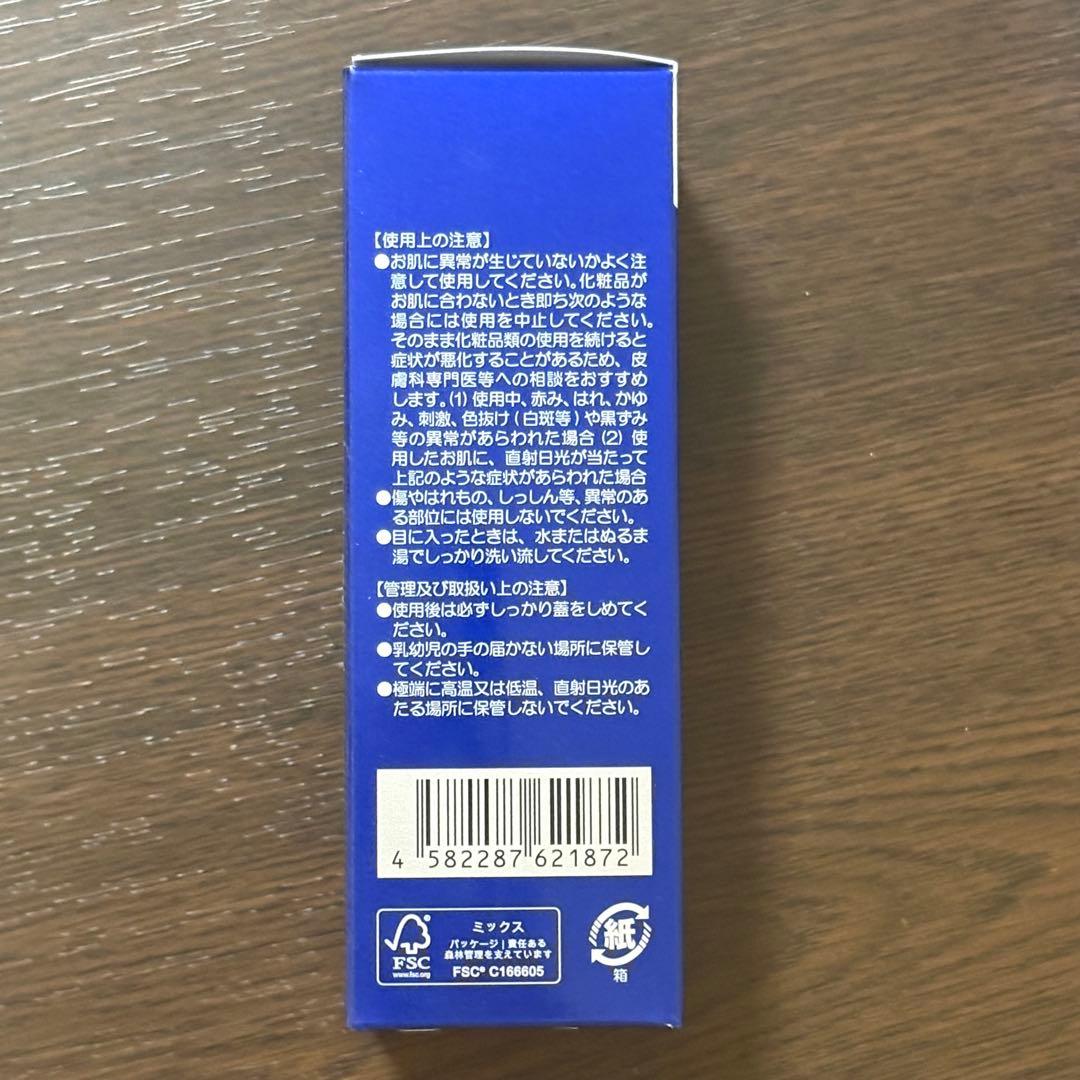 【使用上の注意】
●お肌に異常が生じていないかよく注
意して使用してください。化粧品が
お肌に合わないとき即ち次のような
場合には使用を中止してください。
そのまま化粧品類の使用を続けると
症状が悪化することがあるため、皮
膚科専門医等への相談をおすすめ
します。(1) 使用中、赤み、はれ、かゆ
み、刺激、色抜け(白斑等)や黒ずみ
等の異常があらわれた場合 (2) 使
用したお肌に、直射日光が当たって
上記のような症状があらわれた場合
●傷やはれもの、しっしん等、異常のあ
る部位には使用しないでください。
●目に入ったときは、水またはぬるま
湯でしっかり洗い流してください。
【管理及び取扱い上の注意】
●使用後は必ずしっかり蓋をしめてく
ださい。
●乳幼児の手の届かない場所に保管し
てください。
●極端に高温又は低温、直射日光のあ
たる場所に保管しないでください。
4 582287 621872
FSC
www.fsc.org
ミックス
パッケージ|責任ある
森林管理を支えています
FSC® C166605
紙
箱